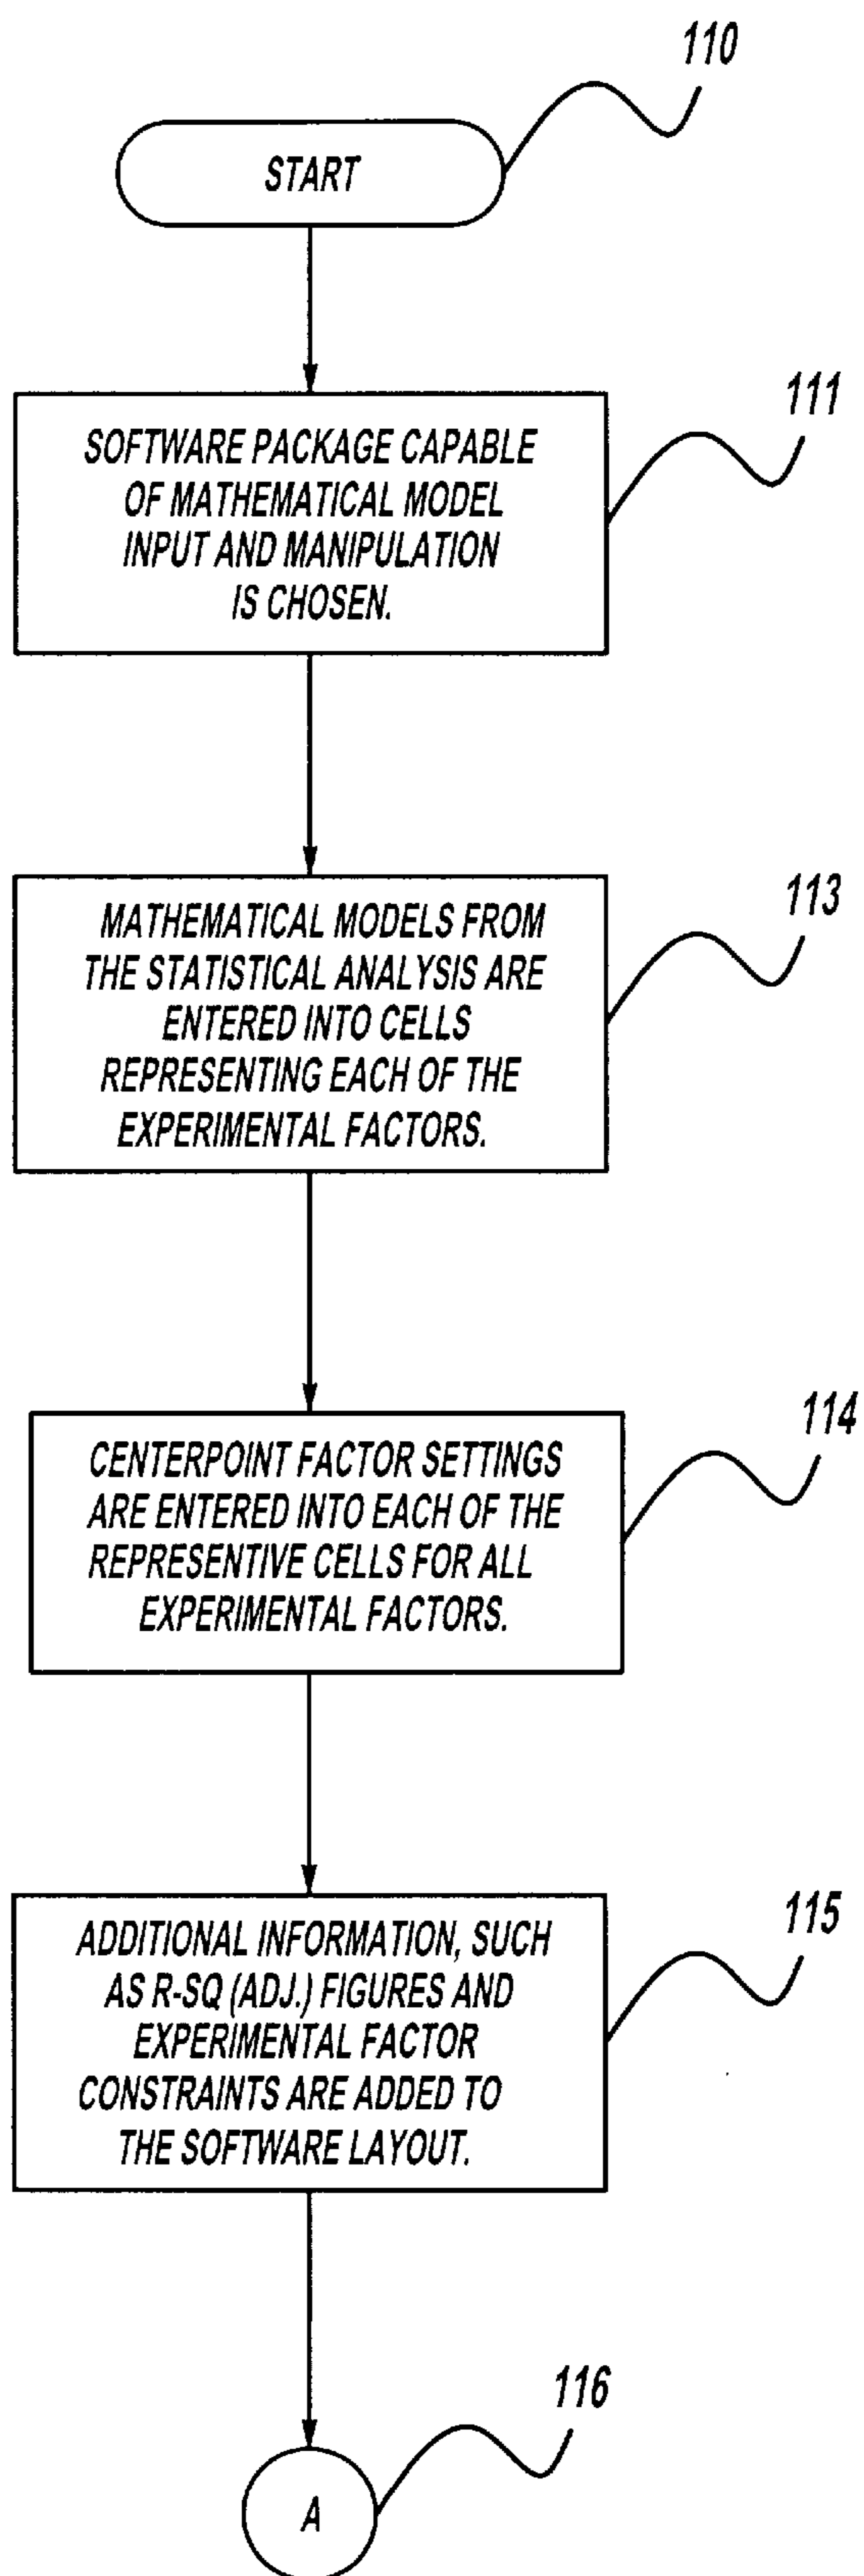 110
START
111
SOFTWARE PACKAGE CAPABLE
OF MATHEMATICAL MODEL
INPUT AND MANIPULATION
IS CHOSEN.
113
MATHEMATICAL MODELS FROM
THE STATISTICAL ANALYSIS ARE
ENTERED INTO CELLS
REPRESENTING EACH OF THE
EXPERIMENTAL FACTORS.
114
CENTERPOINT FACTOR SETTINGS
ARE ENTERED INTO EACH OF THE
REPRESENTIVE CELLS FOR ALL
EXPERIMENTAL FACTORS.
115
ADDITIONAL INFORMATION, SUCH
AS R-SQ (ADJ.) FIGURES AND
EXPERIMENTAL FACTOR
CONSTRAINTS ARE ADDED TO
THE SOFTWARE LAYOUT.
116
A